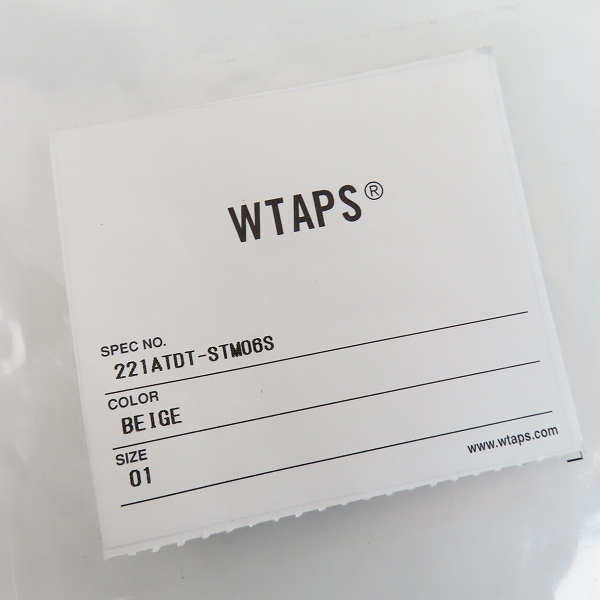 WTAPS®
SPEC NO.
221ATDT-STM06S
COLOR
BEIGE
SIZE
01
www.wtaps.com